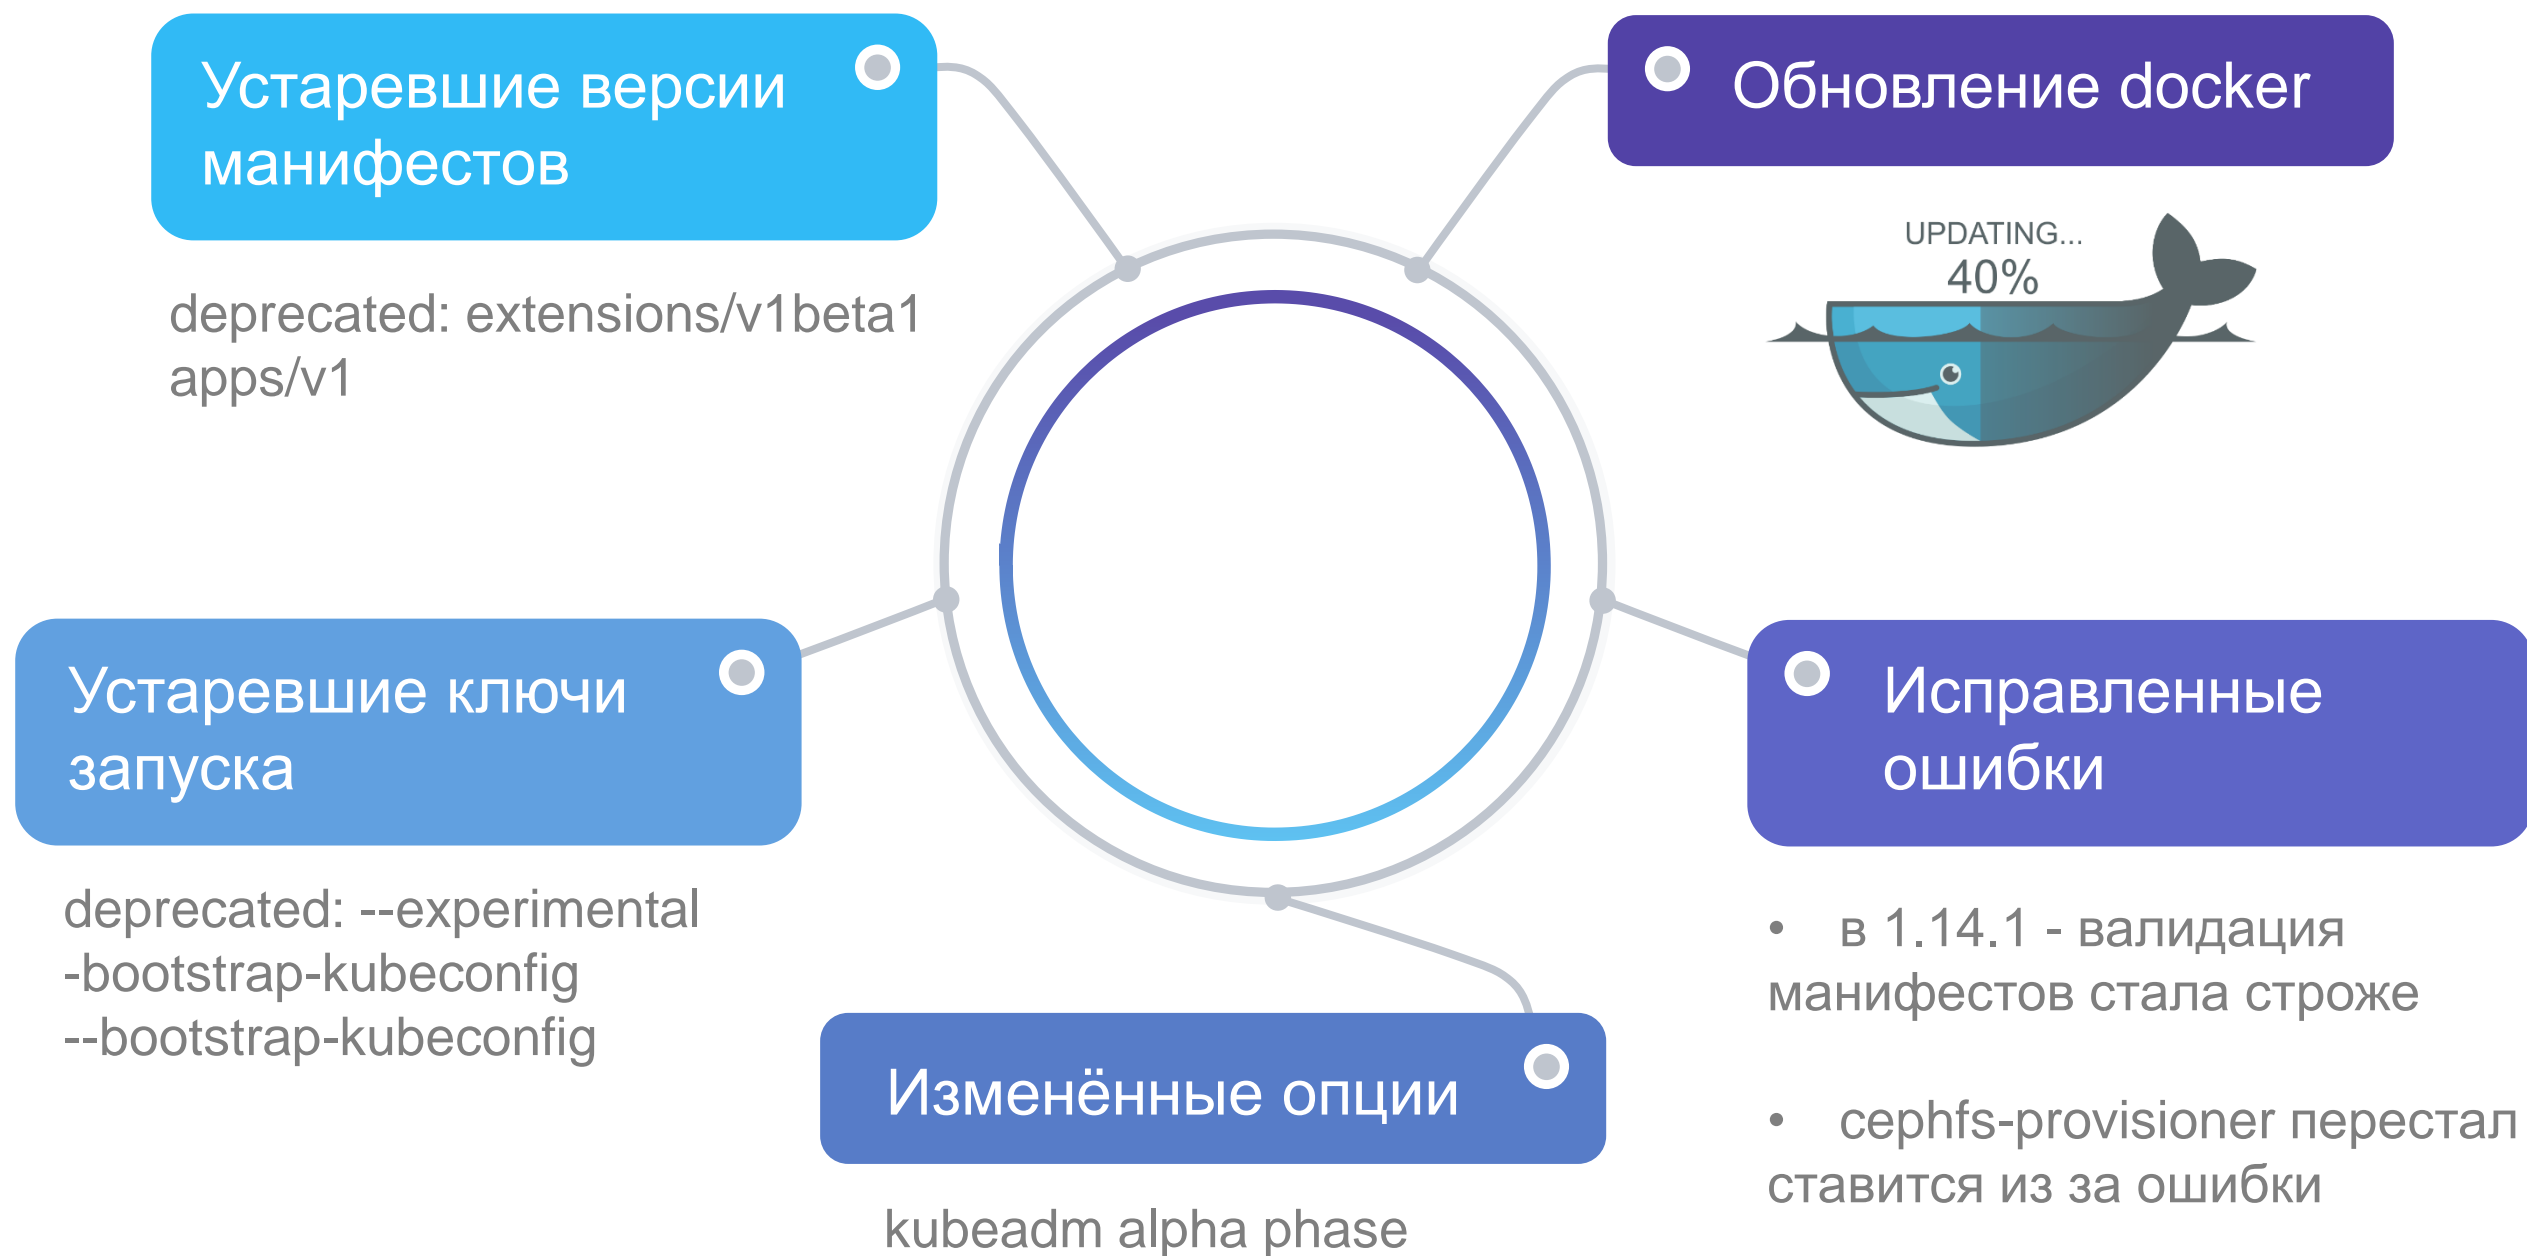 Устаревшие версии
манифестов
deprecated: extensions/v1beta1
apps/v1
Обновление docker
UPDATING...
40%
Устаревшие ключи
запуска
deprecated: --experimental
-bootstrap-kubeconfig
--bootstrap-kubeconfig
Исправленные
ошибки
• в 1.14.1 - валидация
манифестов стала строже
• cephfs-provisioner перестал
ставится из за ошибки
Изменённые опции
kubeadm alpha phase